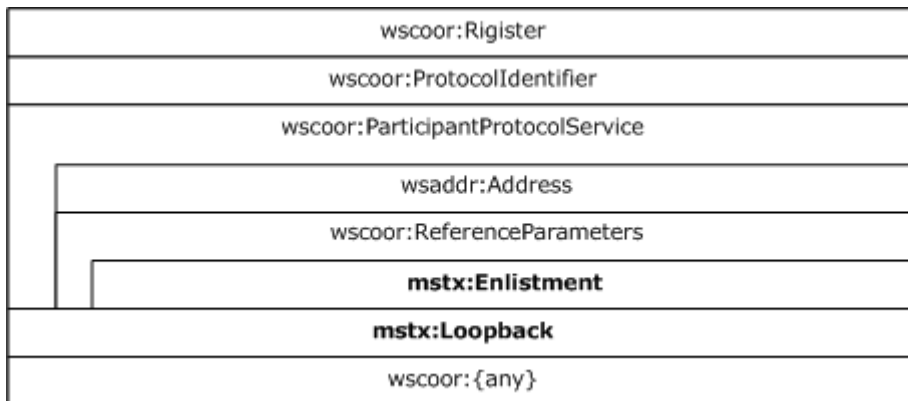 wscoor:Rigister
wscoor:ProtocolIdentifier
wscoor:ParticipantProtocolService
wsaddr:Address
wscoor:ReferenceParameters
mstx:Enlistment
mstx:Loopback
wscoor:{any}